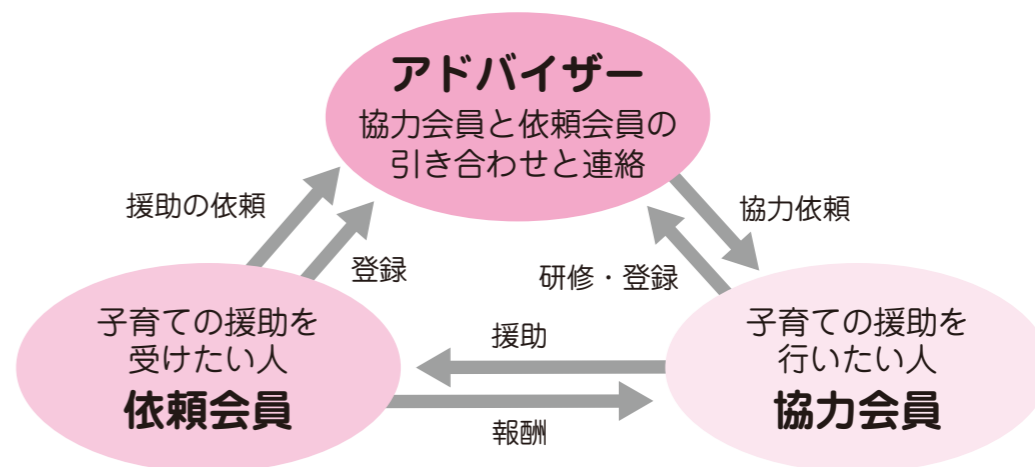 アドバイザー
協力会員と依頼会員の
引き合わせと連絡
援助の依頼
登録
協力依頼
研修・登録
子育ての援助を
受けたい人
依頼会員
援助
報酬
子育ての援助を
行いたい人
協力会員